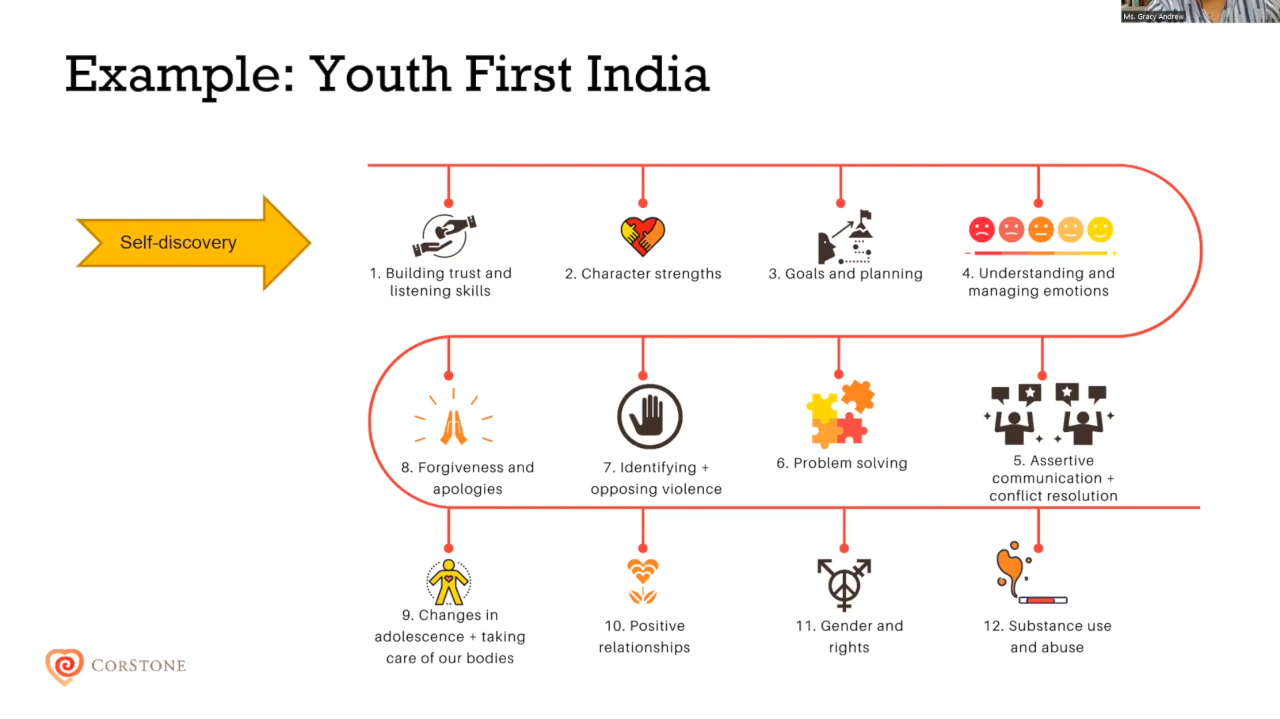 Ms. Gracy Andrew
Example: Youth First India
Self-discovery
1. Building trust and
listening skills
2. Character strengths
3. Goals and planning
4. Understanding and
managing emotions
5. Assertive
communication +
conflict resolution
6. Problem solving
7. Identifying +
opposing violence
8. Forgiveness and
apologies
9. Changes in
adolescence + taking
care of our bodies
10. Positive
relationships
11. Gender and
rights
12. Substance use
and abuse
CORSTONE